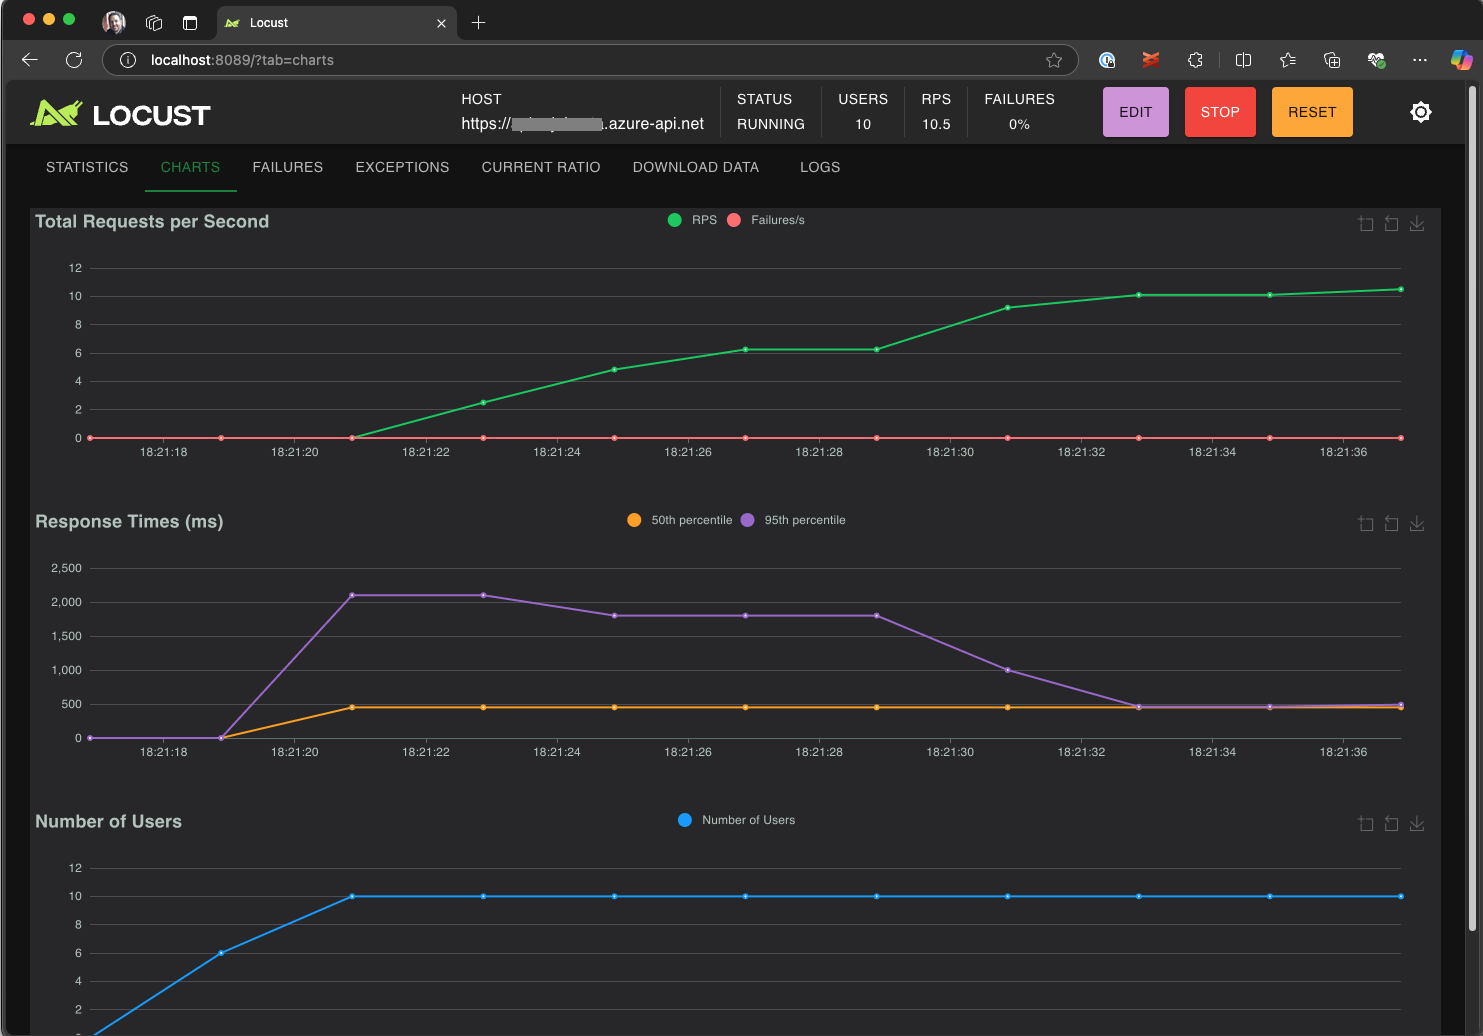 Locust
localhost:8089/?tab=charts
LOCUST
HOST
https://
.azure-api.net
STATUS
RUNNING
USERS
10
RPS
10.5
FAILURES
0%
EDIT
STOP
RESET
STATISTICS CHARTS FAILURES EXCEPTIONS CURRENT RATIO DOWNLOAD DATA LOGS
Total Requests per Second
RPS Failures/s
12
10
8
6
4
2
0
18:21:18 18:21:20 18:21:22 18:21:24 18:21:26 18:21:28 18:21:30 18:21:32 18:21:34 18:21:36
Response Times (ms)
50th percentile 95th percentile
2,500
2,000
1,500
1,000
500
0
18:21:18 18:21:20 18:21:22 18:21:24 18:21:26 18:21:28 18:21:30 18:21:32 18:21:34 18:21:36
Number of Users
Number of Users
12
10
8
6
4
2